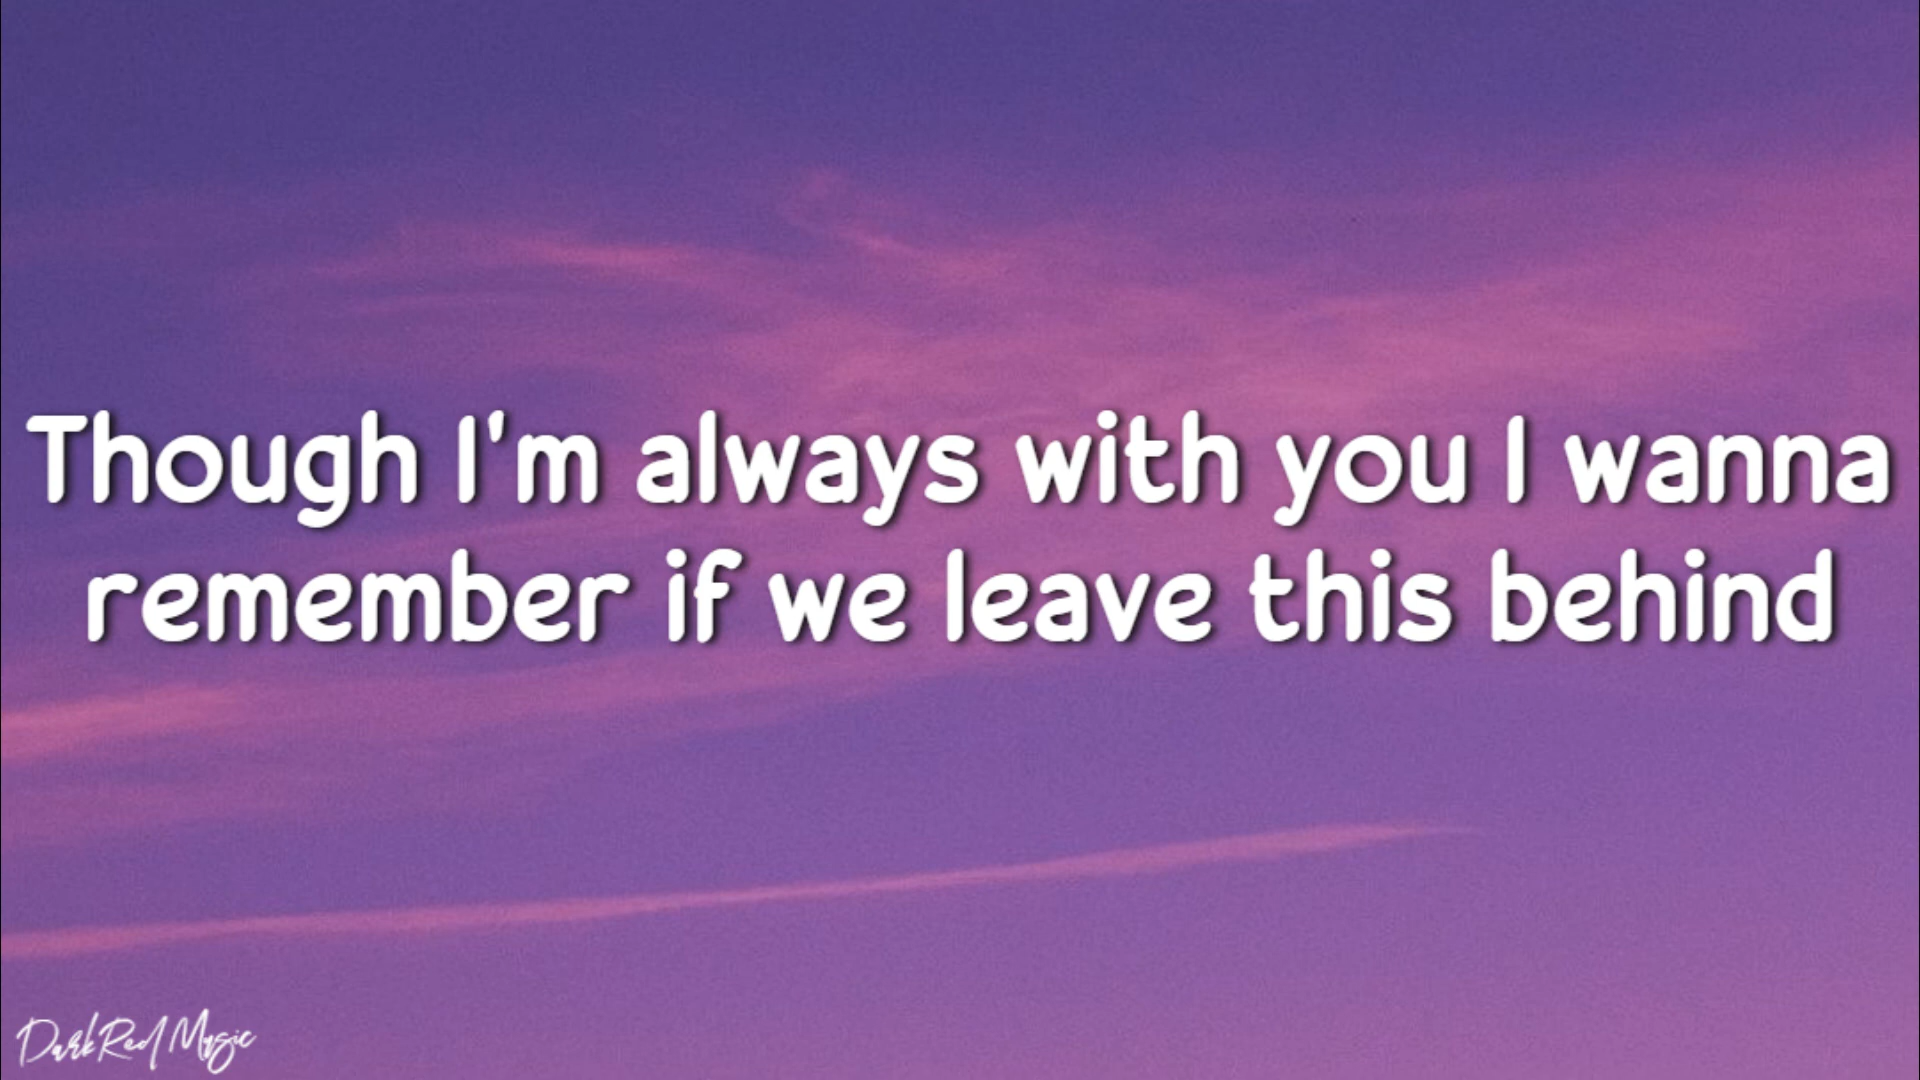 Though I'm always with you I wanna
remember if we leave this behind
DarkRed Music